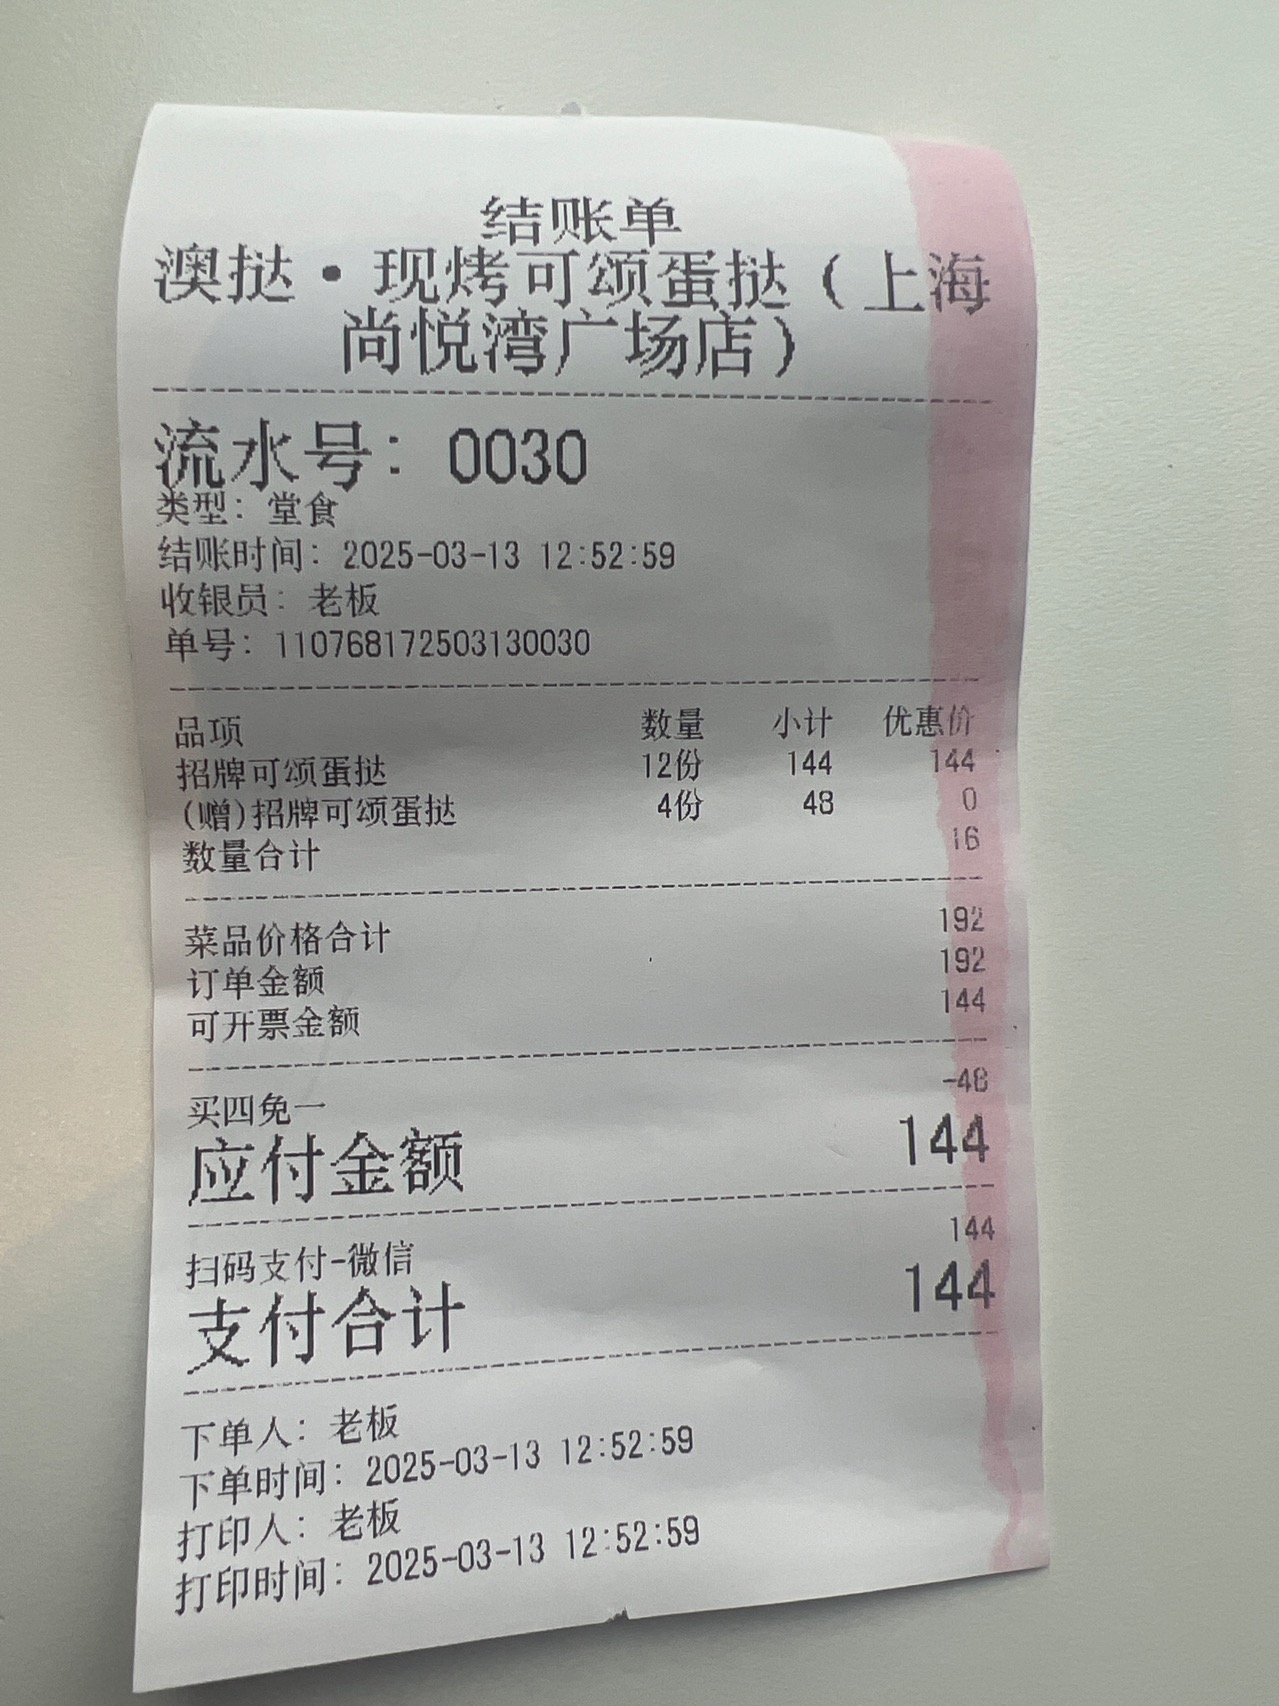 结账单
澳挞·现烤可颂蛋挞（上海
尚悦湾广场店）
流水号：0030
类型：堂食
结账时间：2025-03-13 12:52:59
收银员：老板
单号：110768172503130030
品项 数量 小计 优惠价
招牌可颂蛋挞 12份 144 144
(赠)招牌可颂蛋挞 4份 48 0
数量合计 16
菜品价格合计 192
订单金额 192
可开票金额 144
买四免一 -48
应付金额 144
扫码支付-微信 144
支付合计 144
下单人：老板
下单时间：2025-03-13 12:52:59
打印人：老板
打印时间：2025-03-13 12:52:59